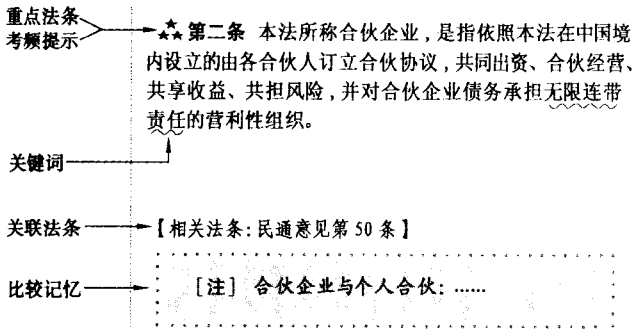 重点法条
考频提示
第二条 本法所称合伙企业,是指依照本法在中国境
内设立的由各合伙人订立合伙协议,共同出资、合伙经营、
共享收益、共担风险,并对合伙企业债务承担无限连带
责任的营利性组织。
关键词
关联法条
【相关法条:民通意见第 50 条】
比较记忆
[注] 合伙企业与个人合伙:……